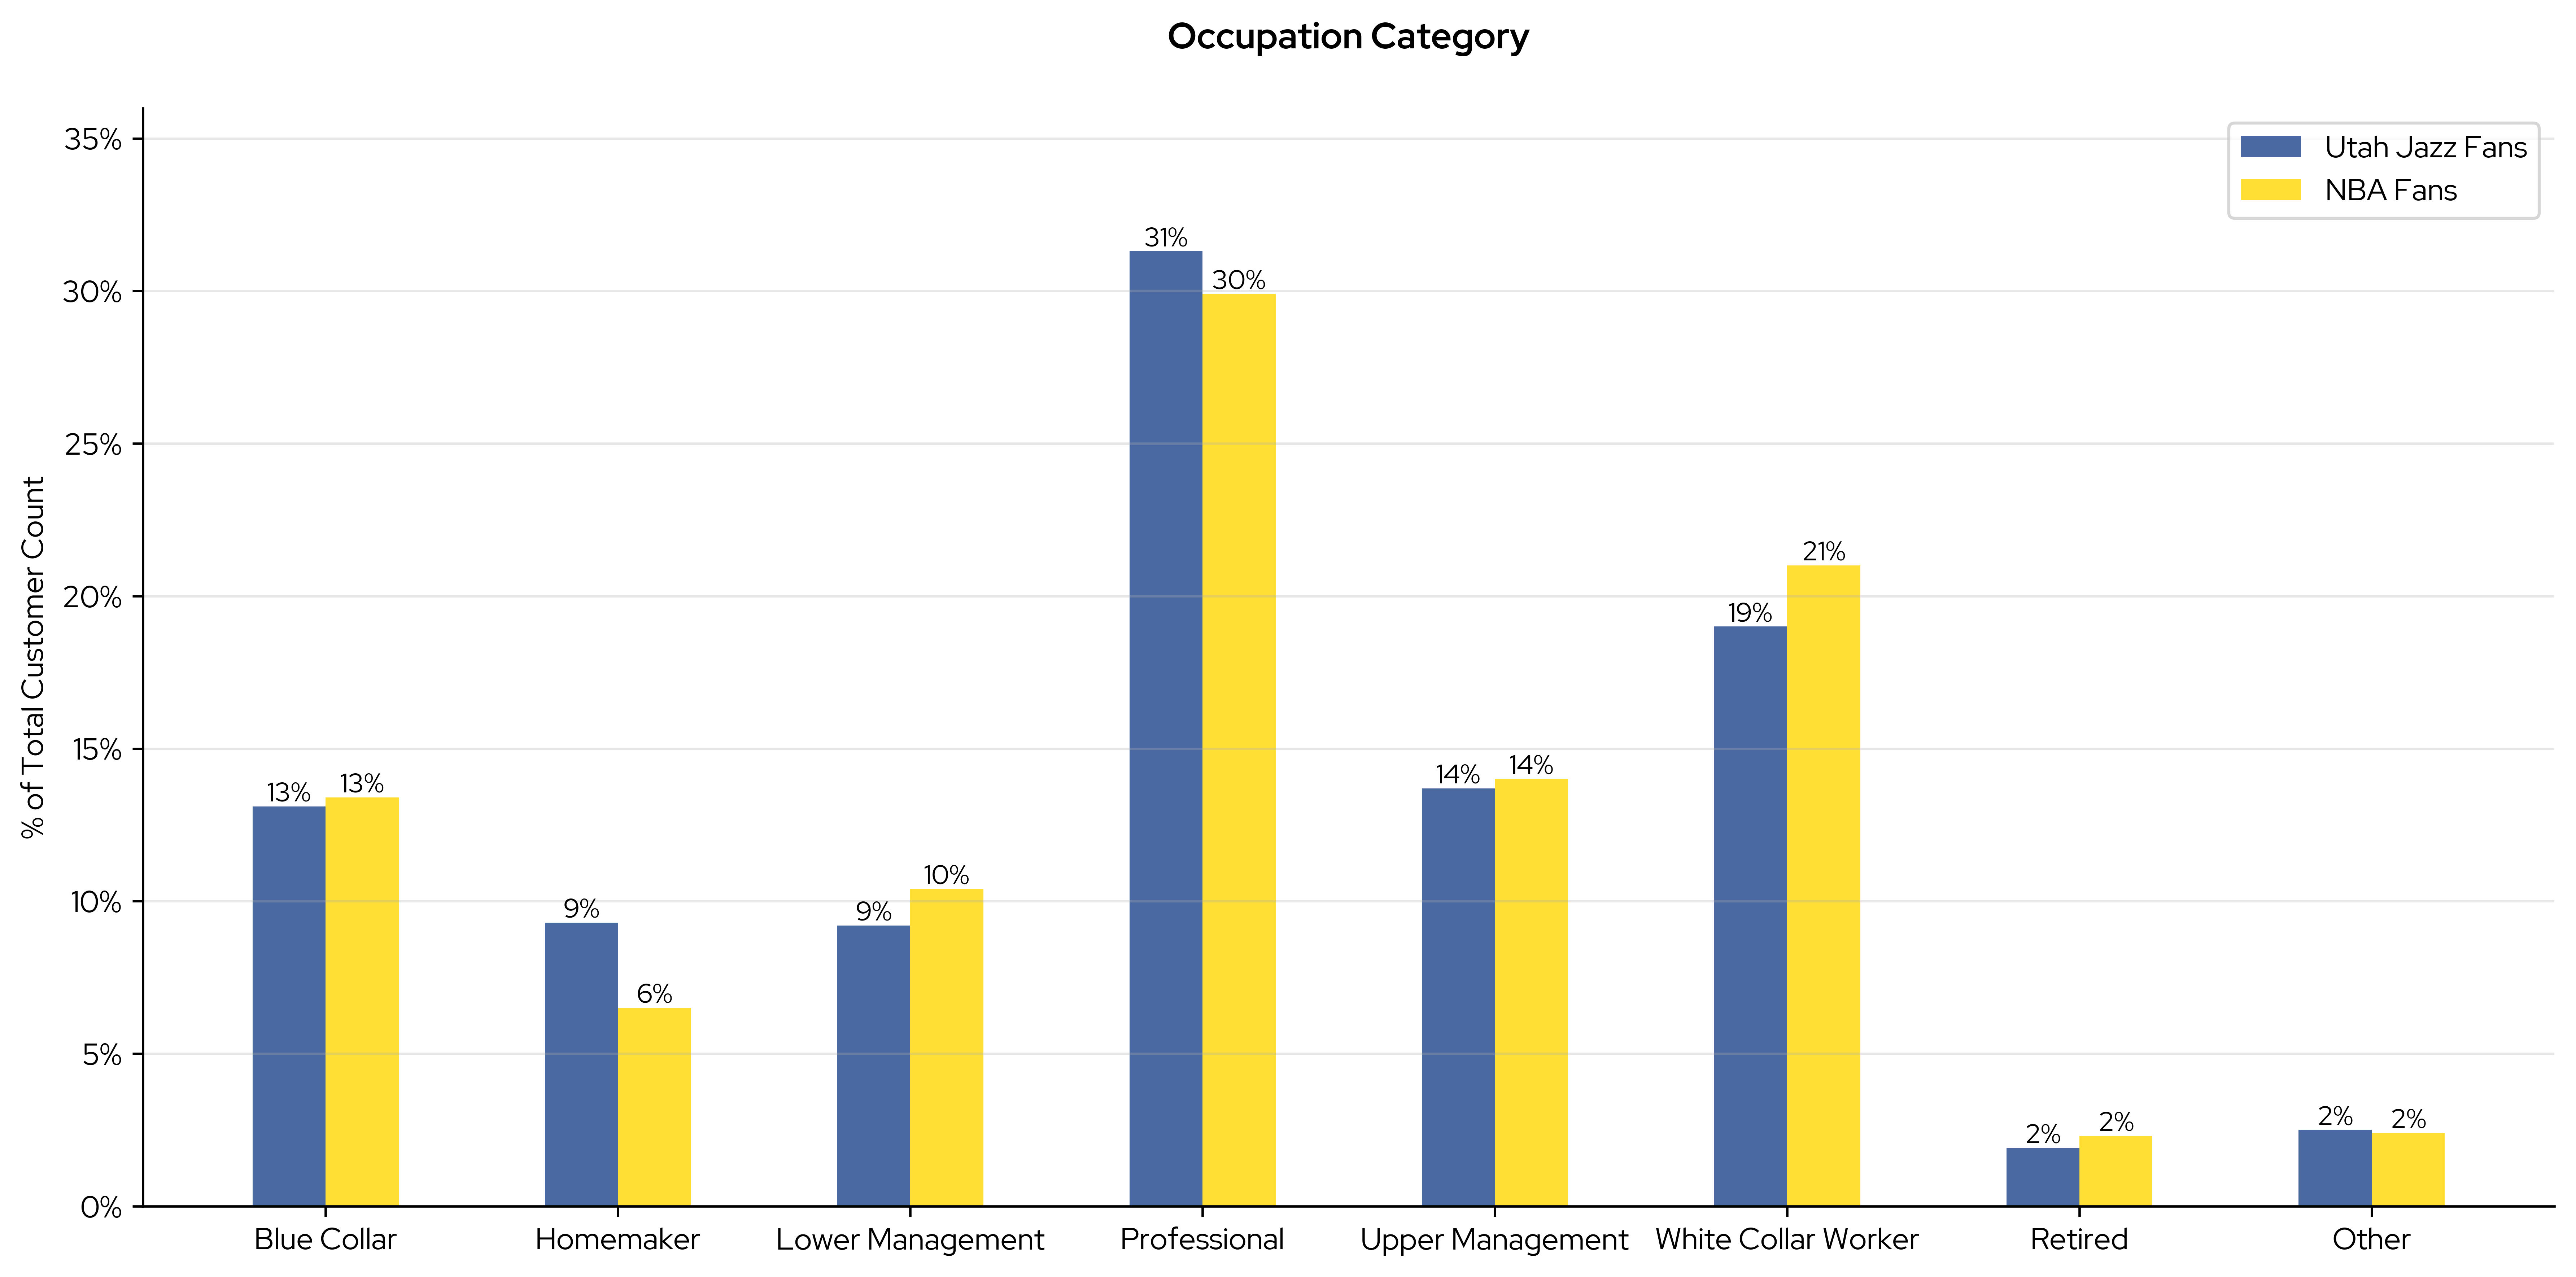 Occupation Category
Utah Jazz Fans
NBA Fans
% of Total Customer Count
35%
30%
25%
20%
15%
10%
5%
0%
13%
13%
9%
6%
9%
10%
31%
30%
14%
14%
19%
21%
2%
2%
2%
2%
Blue Collar
Homemaker
Lower Management
Professional
Upper Management
White Collar Worker
Retired
Other